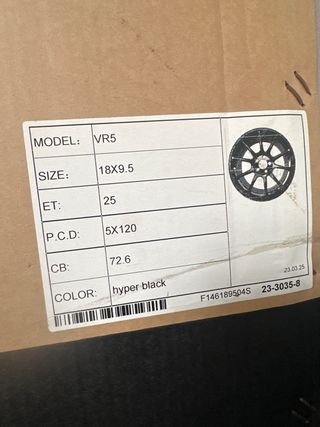 MODEL: VR5
SIZE: 18X9.5
ET: 25
P.C.D: 5X120
CB: 72.6
COLOR: hyper black
23.03.25
F146189504S 23-3035-8